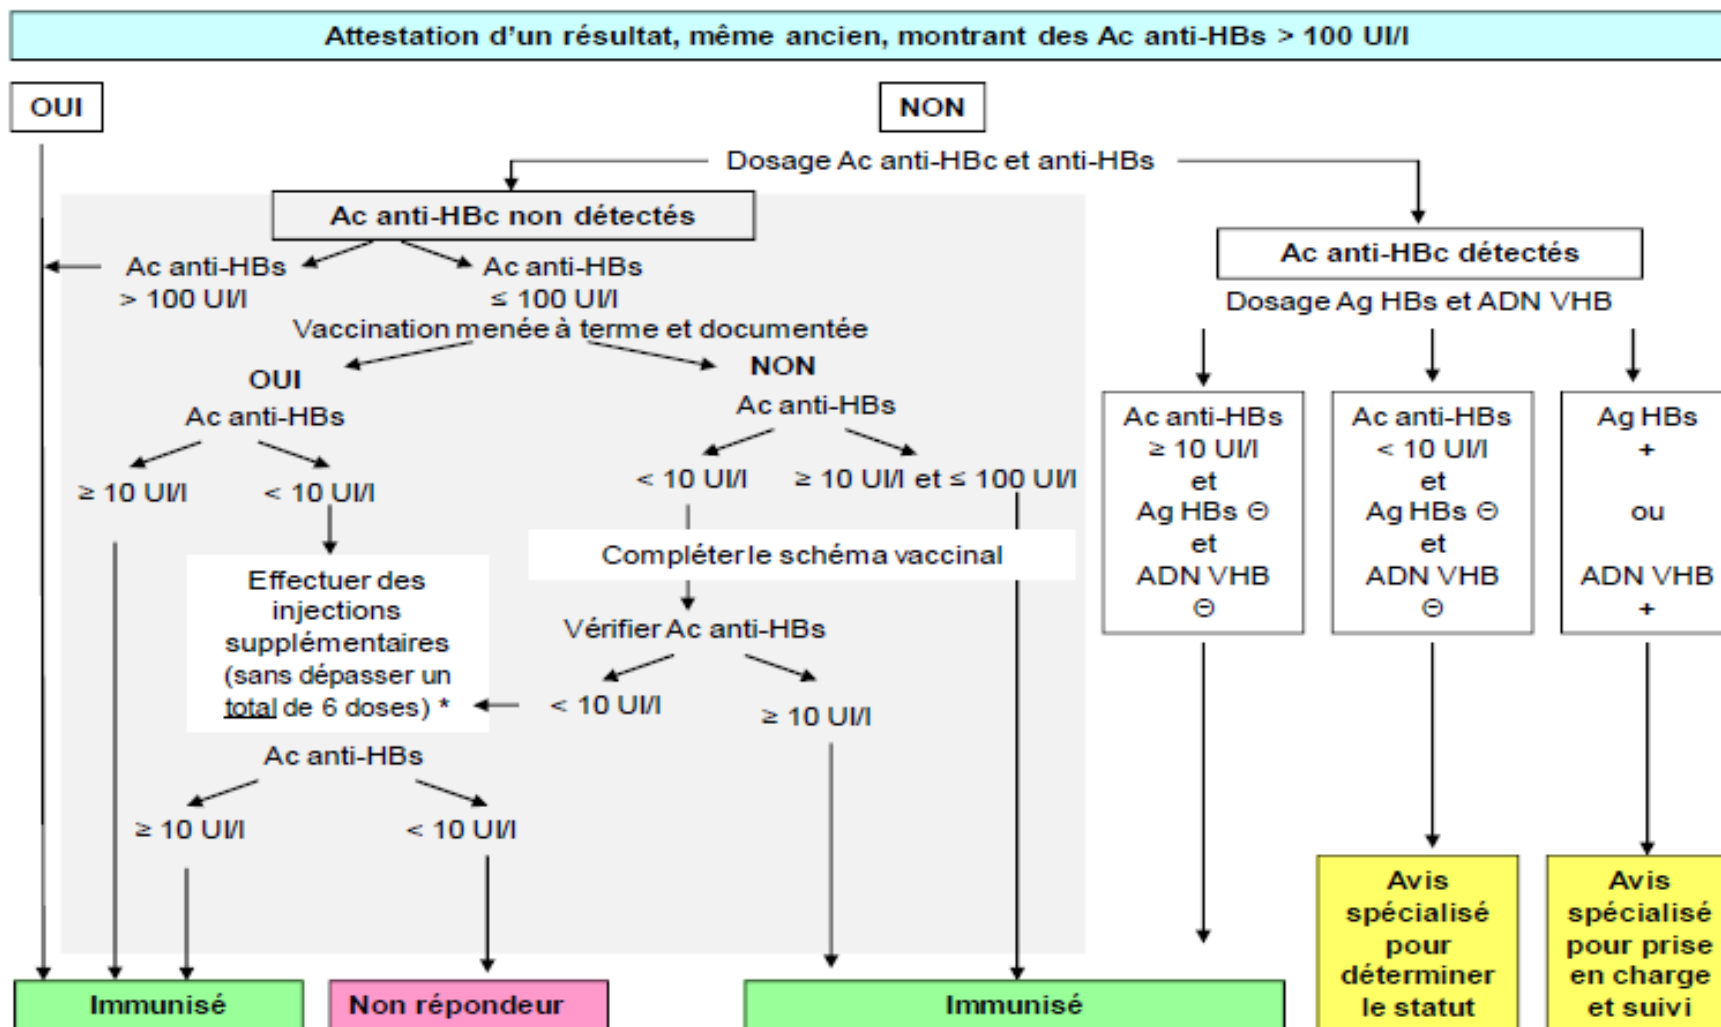 Attestation d'un résultat, même ancien, montrant des Ac anti-HBs > 100 UI/l
OUI
NON
Dosage Ac anti-HBc et anti-HBs
Ac anti-HBc non détectés
Ac anti-HBs
> 100 UI/l
Ac anti-HBs
≤ 100 UI/l
Vaccination menée à terme et documentée
OUI
Ac anti-HBs
≥ 10 UI/l
< 10 UI/l
NON
Ac anti-HBs
< 10 UI/l
≥ 10 UI/l et ≤ 100 UI/l
Effectuer des
injections
supplémentaires
(sans dépasser un
total de 6 doses) *
Compléter le schéma vaccinal
Vérifier Ac anti-HBs
< 10 UI/l
≥ 10 UI/l
Ac anti-HBs
≥ 10 UI/l
< 10 UI/l
Ac anti-HBc détectés
Dosage Ag HBs et ADN VHB
Ac anti-HBs
≥ 10 UI/l
et
Ag HBs ⊖
et
ADN VHB
⊖
Ac anti-HBs
< 10 UI/l
et
Ag HBs ⊖
et
ADN VHB
⊖
Ag HBs
+
ou
ADN VHB
+
Immunisé
Non répondeur
Immunisé
Avis
spécialisé
pour
déterminer
le statut
Avis
spécialisé
pour prise
en charge
et suivi